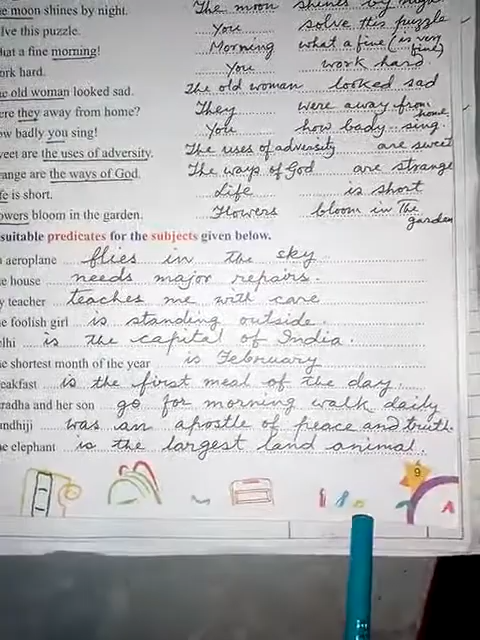 moon shines by night. The moon shines by
lve this puzzle. You solve this puzzle
hat a fine morning! Morning what a fine (is very fine)
ork hard. You work hard
e old woman looked sad. The old woman looked sad
ere they away from home? They were away from home
ow badly you sing! You how bady sing
eet are the uses of adversity. The uses of adversity are sweet
ange are the ways of God. The ways of God are strange
fe is short. Life is short
owers bloom in the garden. Flowers bloom in The garden
suitable predicates for the subjects given below.
aeroplane flies in the sky
e house needs major repairs.
y teacher teaches me with care
e foolish girl is standing outside.
elhi is the capital of India.
e shortest month of the year is February
eakfast is the first meal of the day.
radha and her son go for morning walk daily
andhiji was an apostle of peace and truth.
e elephant is the largest land animal.
9